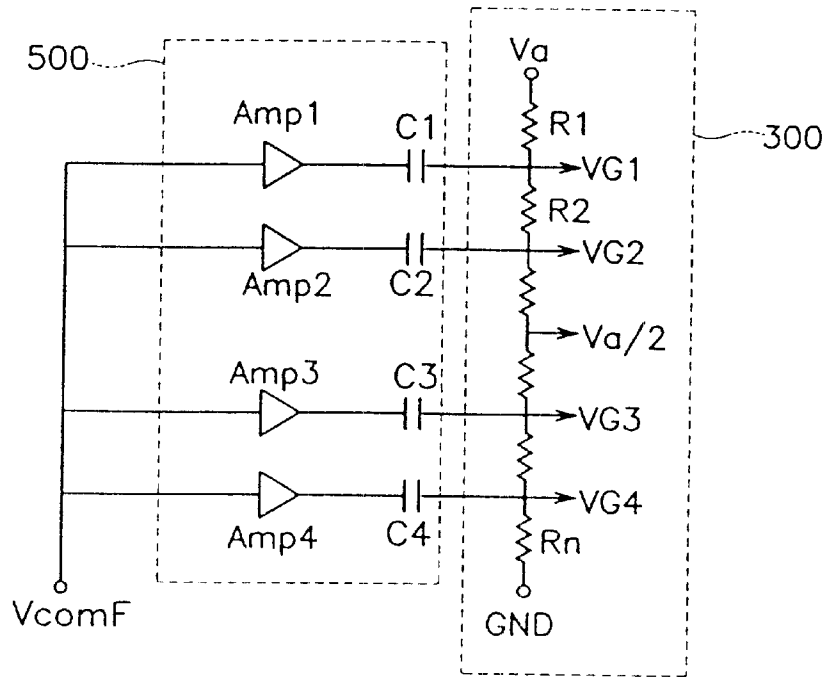 500
Va
Amp1
C1
R1
300
VG1
R2
Amp2
C2
VG2
Va/2
Amp3
C3
VG3
Amp4
C4
VG4
Rn
VcomF
GND